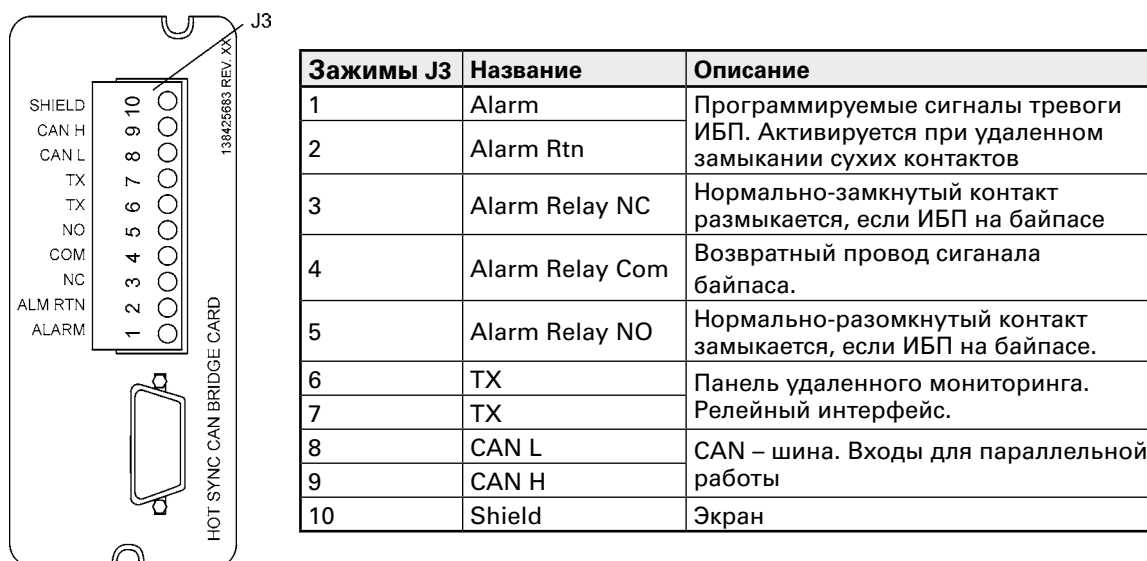 J3
138425683 REV. XX
SHIELD 10
CAN H 9
CAN L 8
TX 7
TX 6
NO 5
COM 4
NC 3
ALM RTN 2
ALARM 1
HOT SYNC CAN BRIDGE CARD
Зажимы J3 Название Описание
1 Alarm Программируемые сигналы тревоги
ИБП. Активируется при удаленном
2 Alarm Rtn замыкании сухих контактов
3 Alarm Relay NC Нормально-замкнутый контакт
размыкается, если ИБП на байпасе
4 Alarm Relay Com Возвратный провод сиганала
байпаса.
5 Alarm Relay NO Нормально-разомкнутый контакт
замыкается, если ИБП на байпасе.
6 TX Панель удаленного мониторинга.
7 TX Релейный интерфейс.
8 CAN L CAN – шина. Входы для параллельной
9 CAN H работы
10 Shield Экран